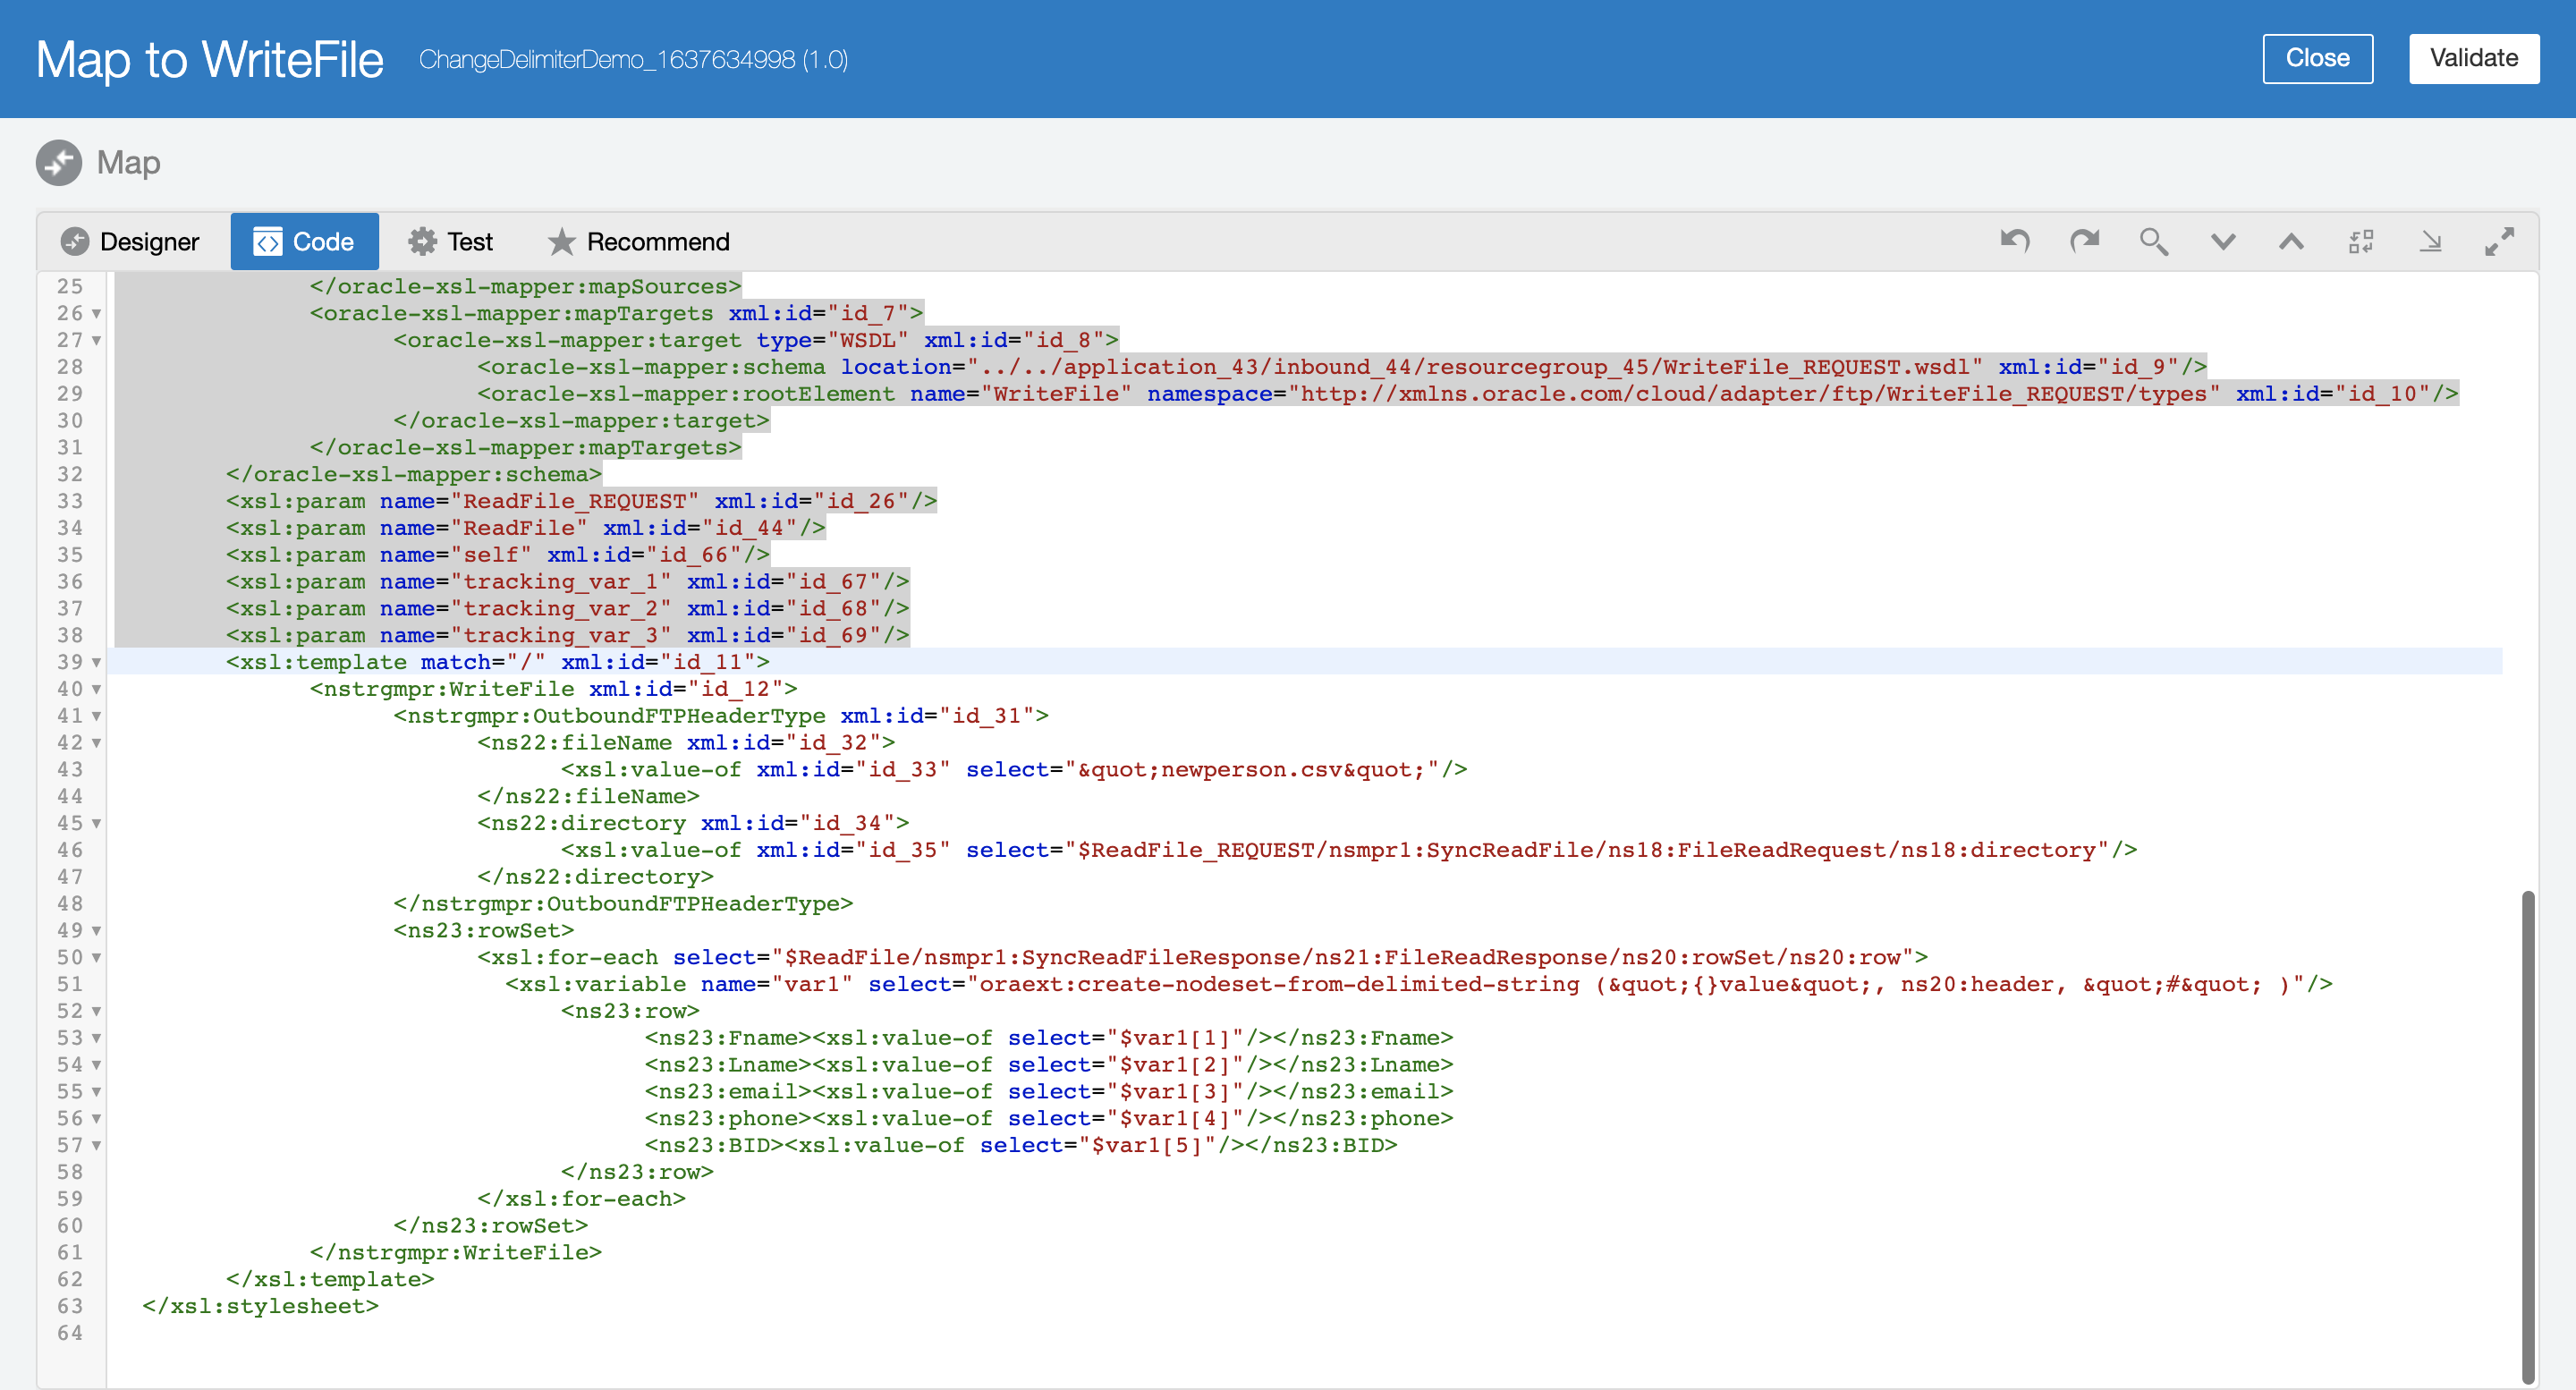 Map to WriteFile ChangeDelimiterDemo_1637634998 (1.0) Close Validate
Map
Designer Code Test Recommend
25 </oracle-xsl-mapper:mapSources>
26 <oracle-xsl-mapper:mapTargets xml:id="id_7">
27 <oracle-xsl-mapper:target type="WSDL" xml:id="id_8">
28 <oracle-xsl-mapper:schema location="../../application_43/inbound_44/resourcegroup_45/WriteFile_REQUEST.wsdl" xml:id="id_9"/>
29 <oracle-xsl-mapper:rootElement name="WriteFile" namespace="http://xmlns.oracle.com/cloud/adapter/ftp/WriteFile_REQUEST/types" xml:id="id_10"/>
30 </oracle-xsl-mapper:target>
31 </oracle-xsl-mapper:mapTargets>
32 </oracle-xsl-mapper:schema>
33 <xsl:param name="ReadFile_REQUEST" xml:id="id_26"/>
34 <xsl:param name="ReadFile" xml:id="id_44"/>
35 <xsl:param name="self" xml:id="id_66"/>
36 <xsl:param name="tracking_var_1" xml:id="id_67"/>
37 <xsl:param name="tracking_var_2" xml:id="id_68"/>
38 <xsl:param name="tracking_var_3" xml:id="id_69"/>
39 <xsl:template match="/" xml:id="id_11">
40 <nstrgmpr:WriteFile xml:id="id_12">
41 <nstrgmpr:OutboundFTPHeaderType xml:id="id_31">
42 <ns22:fileName xml:id="id_32">
43 <xsl:value-of xml:id="id_33" select="&quot;newperson.csv&quot;"/>
44 </ns22:fileName>
45 <ns22:directory xml:id="id_34">
46 <xsl:value-of xml:id="id_35" select="$ReadFile_REQUEST/nsmpr1:SyncReadFile/ns18:FileReadRequest/ns18:directory"/>
47 </ns22:directory>
48 </nstrgmpr:OutboundFTPHeaderType>
49 <ns23:rowSet>
50 <xsl:for-each select="$ReadFile/nsmpr1:SyncReadFileResponse/ns21:FileReadResponse/ns20:rowSet/ns20:row">
51 <xsl:variable name="var1" select="oraext:create-nodeset-from-delimited-string (&quot;{}value&quot;, ns20:header, &quot;#&quot; )"/>
52 <ns23:row>
53 <ns23:Fname><xsl:value-of select="$var1[1]"/></ns23:Fname>
54 <ns23:Lname><xsl:value-of select="$var1[2]"/></ns23:Lname>
55 <ns23:email><xsl:value-of select="$var1[3]"/></ns23:email>
56 <ns23:phone><xsl:value-of select="$var1[4]"/></ns23:phone>
57 <ns23:BID><xsl:value-of select="$var1[5]"/></ns23:BID>
58 </ns23:row>
59 </xsl:for-each>
60 </ns23:rowSet>
61 </nstrgmpr:WriteFile>
62 </xsl:template>
63 </xsl:stylesheet>
64